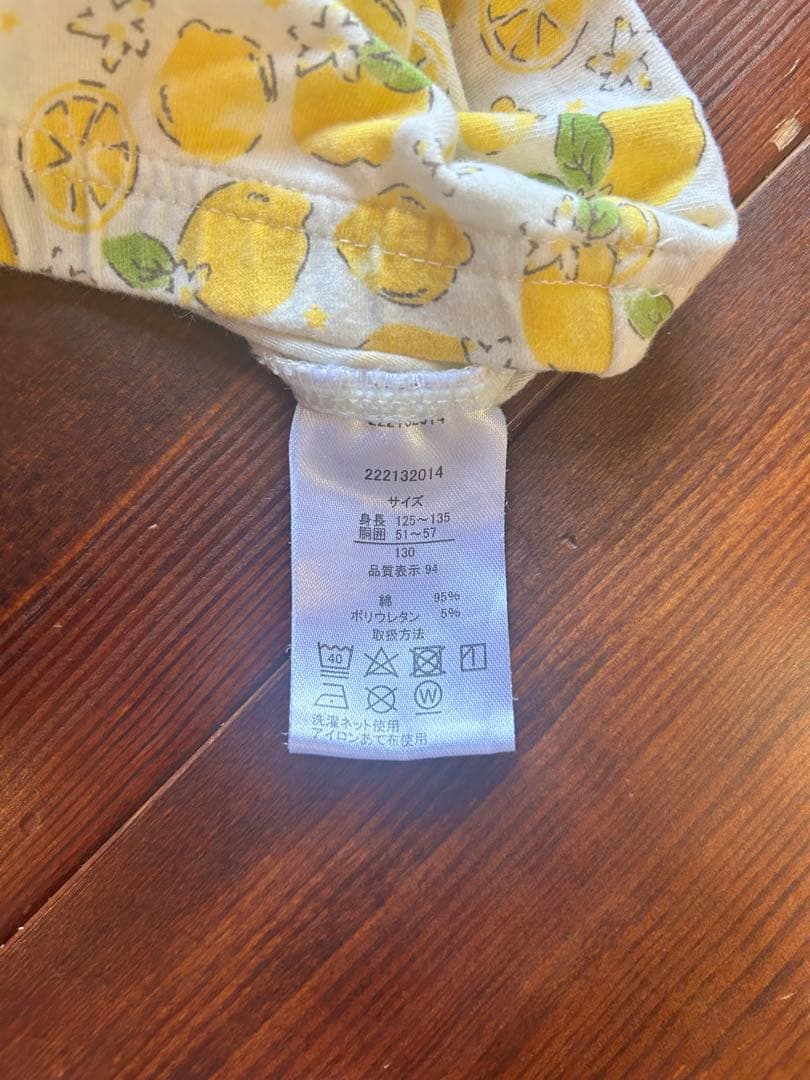 222132014
222132014
サイズ
身長 125～135
胴囲 51～57
130
品質表示 94
綿 95%
ポリウレタン 5%
取扱方法
40
W
洗濯ネット使用
アイロンあて布使用